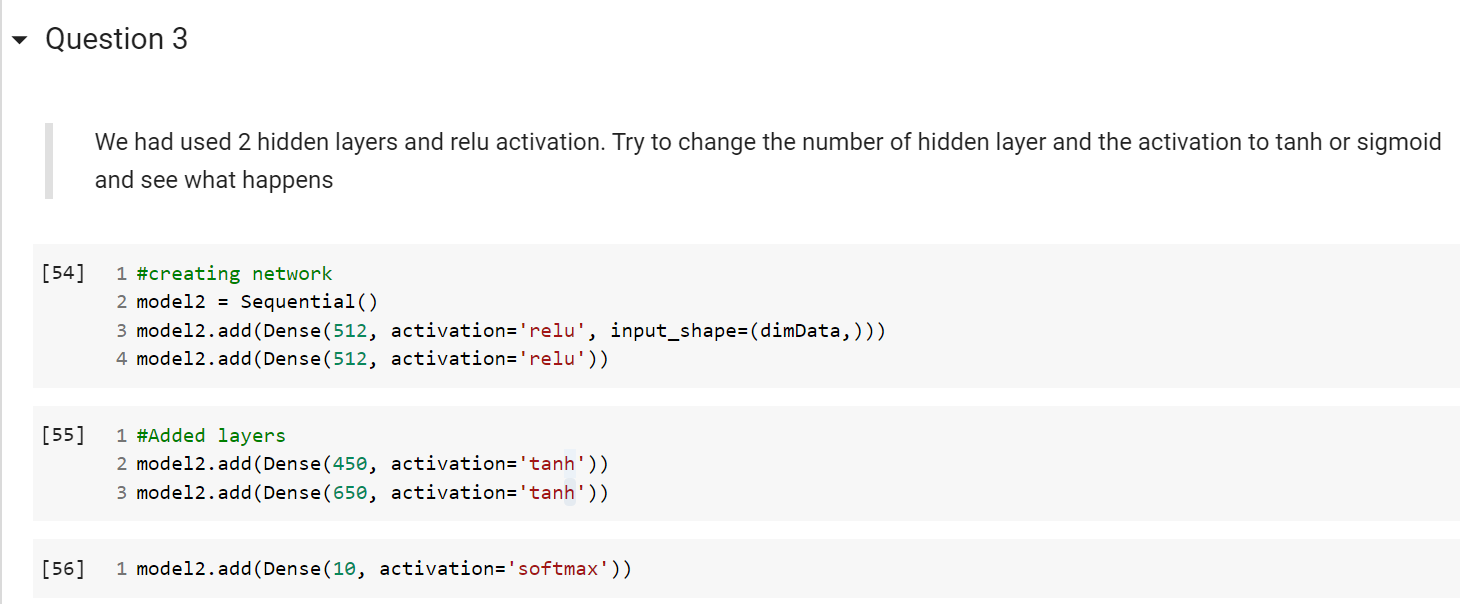 Question 3
We had used 2 hidden layers and relu activation. Try to change the number of hidden layer and the activation to tanh or sigmoid
and see what happens
[54] 1 #creating network
2 model2 = Sequential()
3 model2.add(Dense(512, activation='relu', input_shape=(dimData,)))
4 model2.add(Dense(512, activation='relu'))
[55] 1 #Added layers
2 model2.add(Dense(450, activation='tanh'))
3 model2.add(Dense(650, activation='tanh'))
[56] 1 model2.add(Dense(10, activation='softmax'))